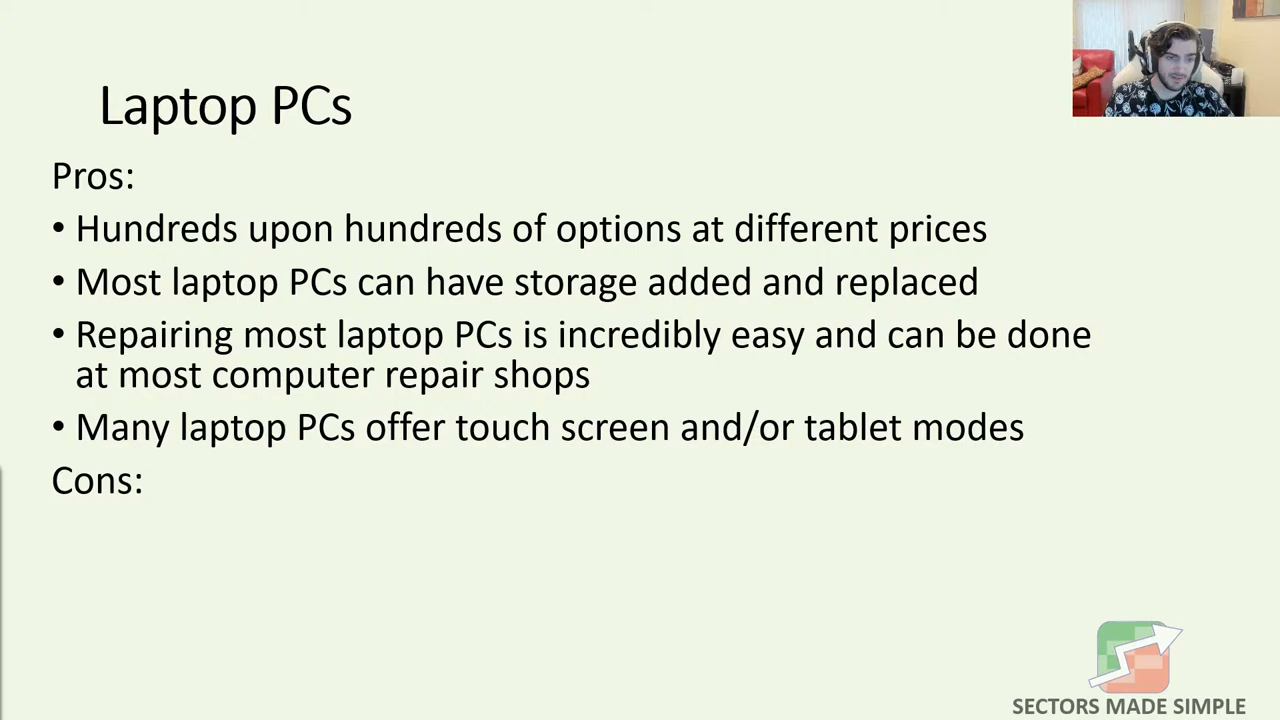 Laptop PCs
Pros:
• Hundreds upon hundreds of options at different prices
• Most laptop PCs can have storage added and replaced
• Repairing most laptop PCs is incredibly easy and can be done
at most computer repair shops
• Many laptop PCs offer touch screen and/or tablet modes
Cons:
SECTORS MADE SIMPLE